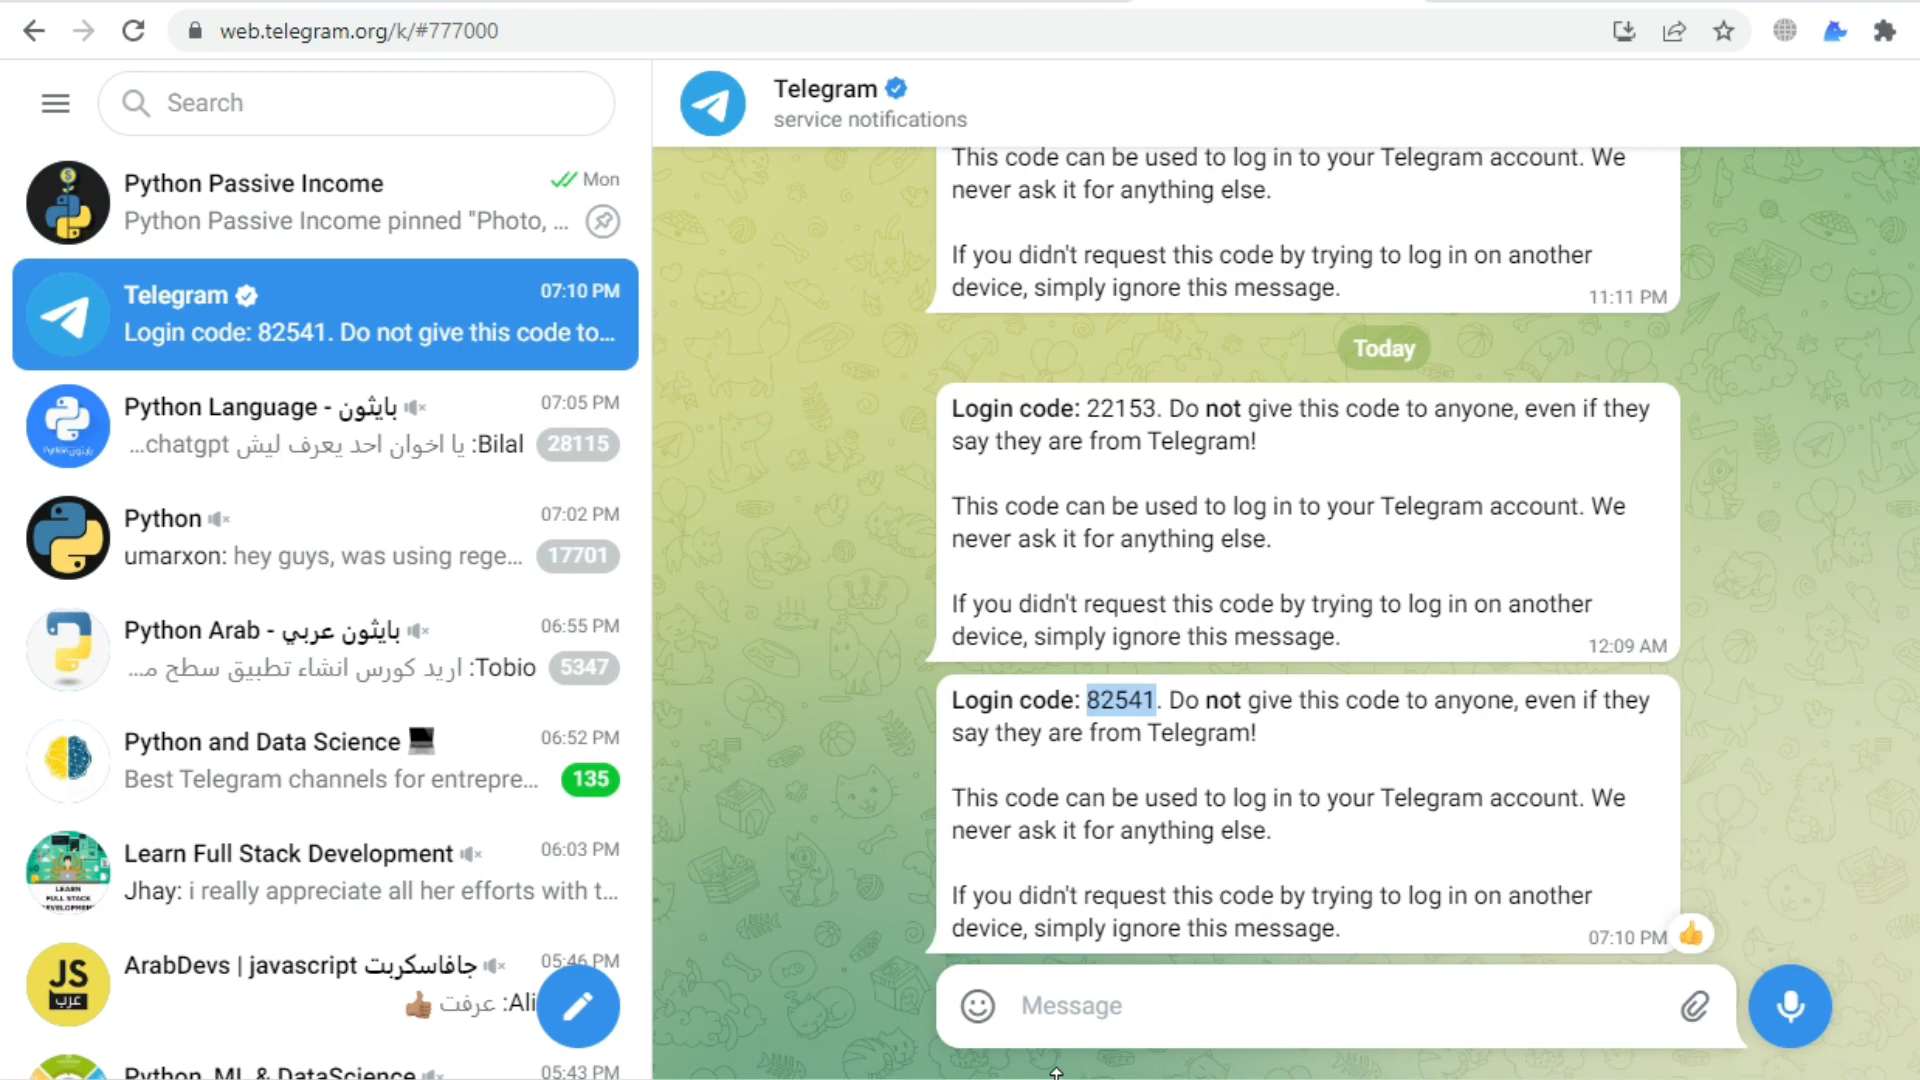 web.telegram.org/k/#777000
Search
Python Passive Income
Mon
Python Passive Income pinned "Photo, ...
Telegram
07:10 PM
Login code: 82541. Do not give this code to...
Python Language - بايثون
07:05 PM
Bilal: يا اخوان احد يعرف ليش chatgpt...
28115
Python
07:02 PM
umarxon: hey guys, was using rege...
17701
Python Arab - بايثون عربي
06:55 PM
Tobio: اريد كورس انشاء تطبيق سطح م...
5347
Python and Data Science
06:52 PM
Best Telegram channels for entrepre...
135
Learn Full Stack Development
06:03 PM
Jhay: i really appreciate all her efforts with t...
LEARN
FULL STACK
DEVELOPMENT
ArabDevs | javascript جافاسكربت
05:46 PM
Ali: عرفت
JS
عرب
Python, ML & DataScience
05:43 PM
Telegram
service notifications
This code can be used to log in to your Telegram account. We
never ask it for anything else.
If you didn't request this code by trying to log in on another
device, simply ignore this message.
11:11 PM
Today
Login code: 22153. Do not give this code to anyone, even if they
say they are from Telegram!
This code can be used to log in to your Telegram account. We
never ask it for anything else.
If you didn't request this code by trying to log in on another
device, simply ignore this message.
12:09 AM
Login code: 82541. Do not give this code to anyone, even if they
say they are from Telegram!
This code can be used to log in to your Telegram account. We
never ask it for anything else.
If you didn't request this code by trying to log in on another
device, simply ignore this message.
07:10 PM
Message